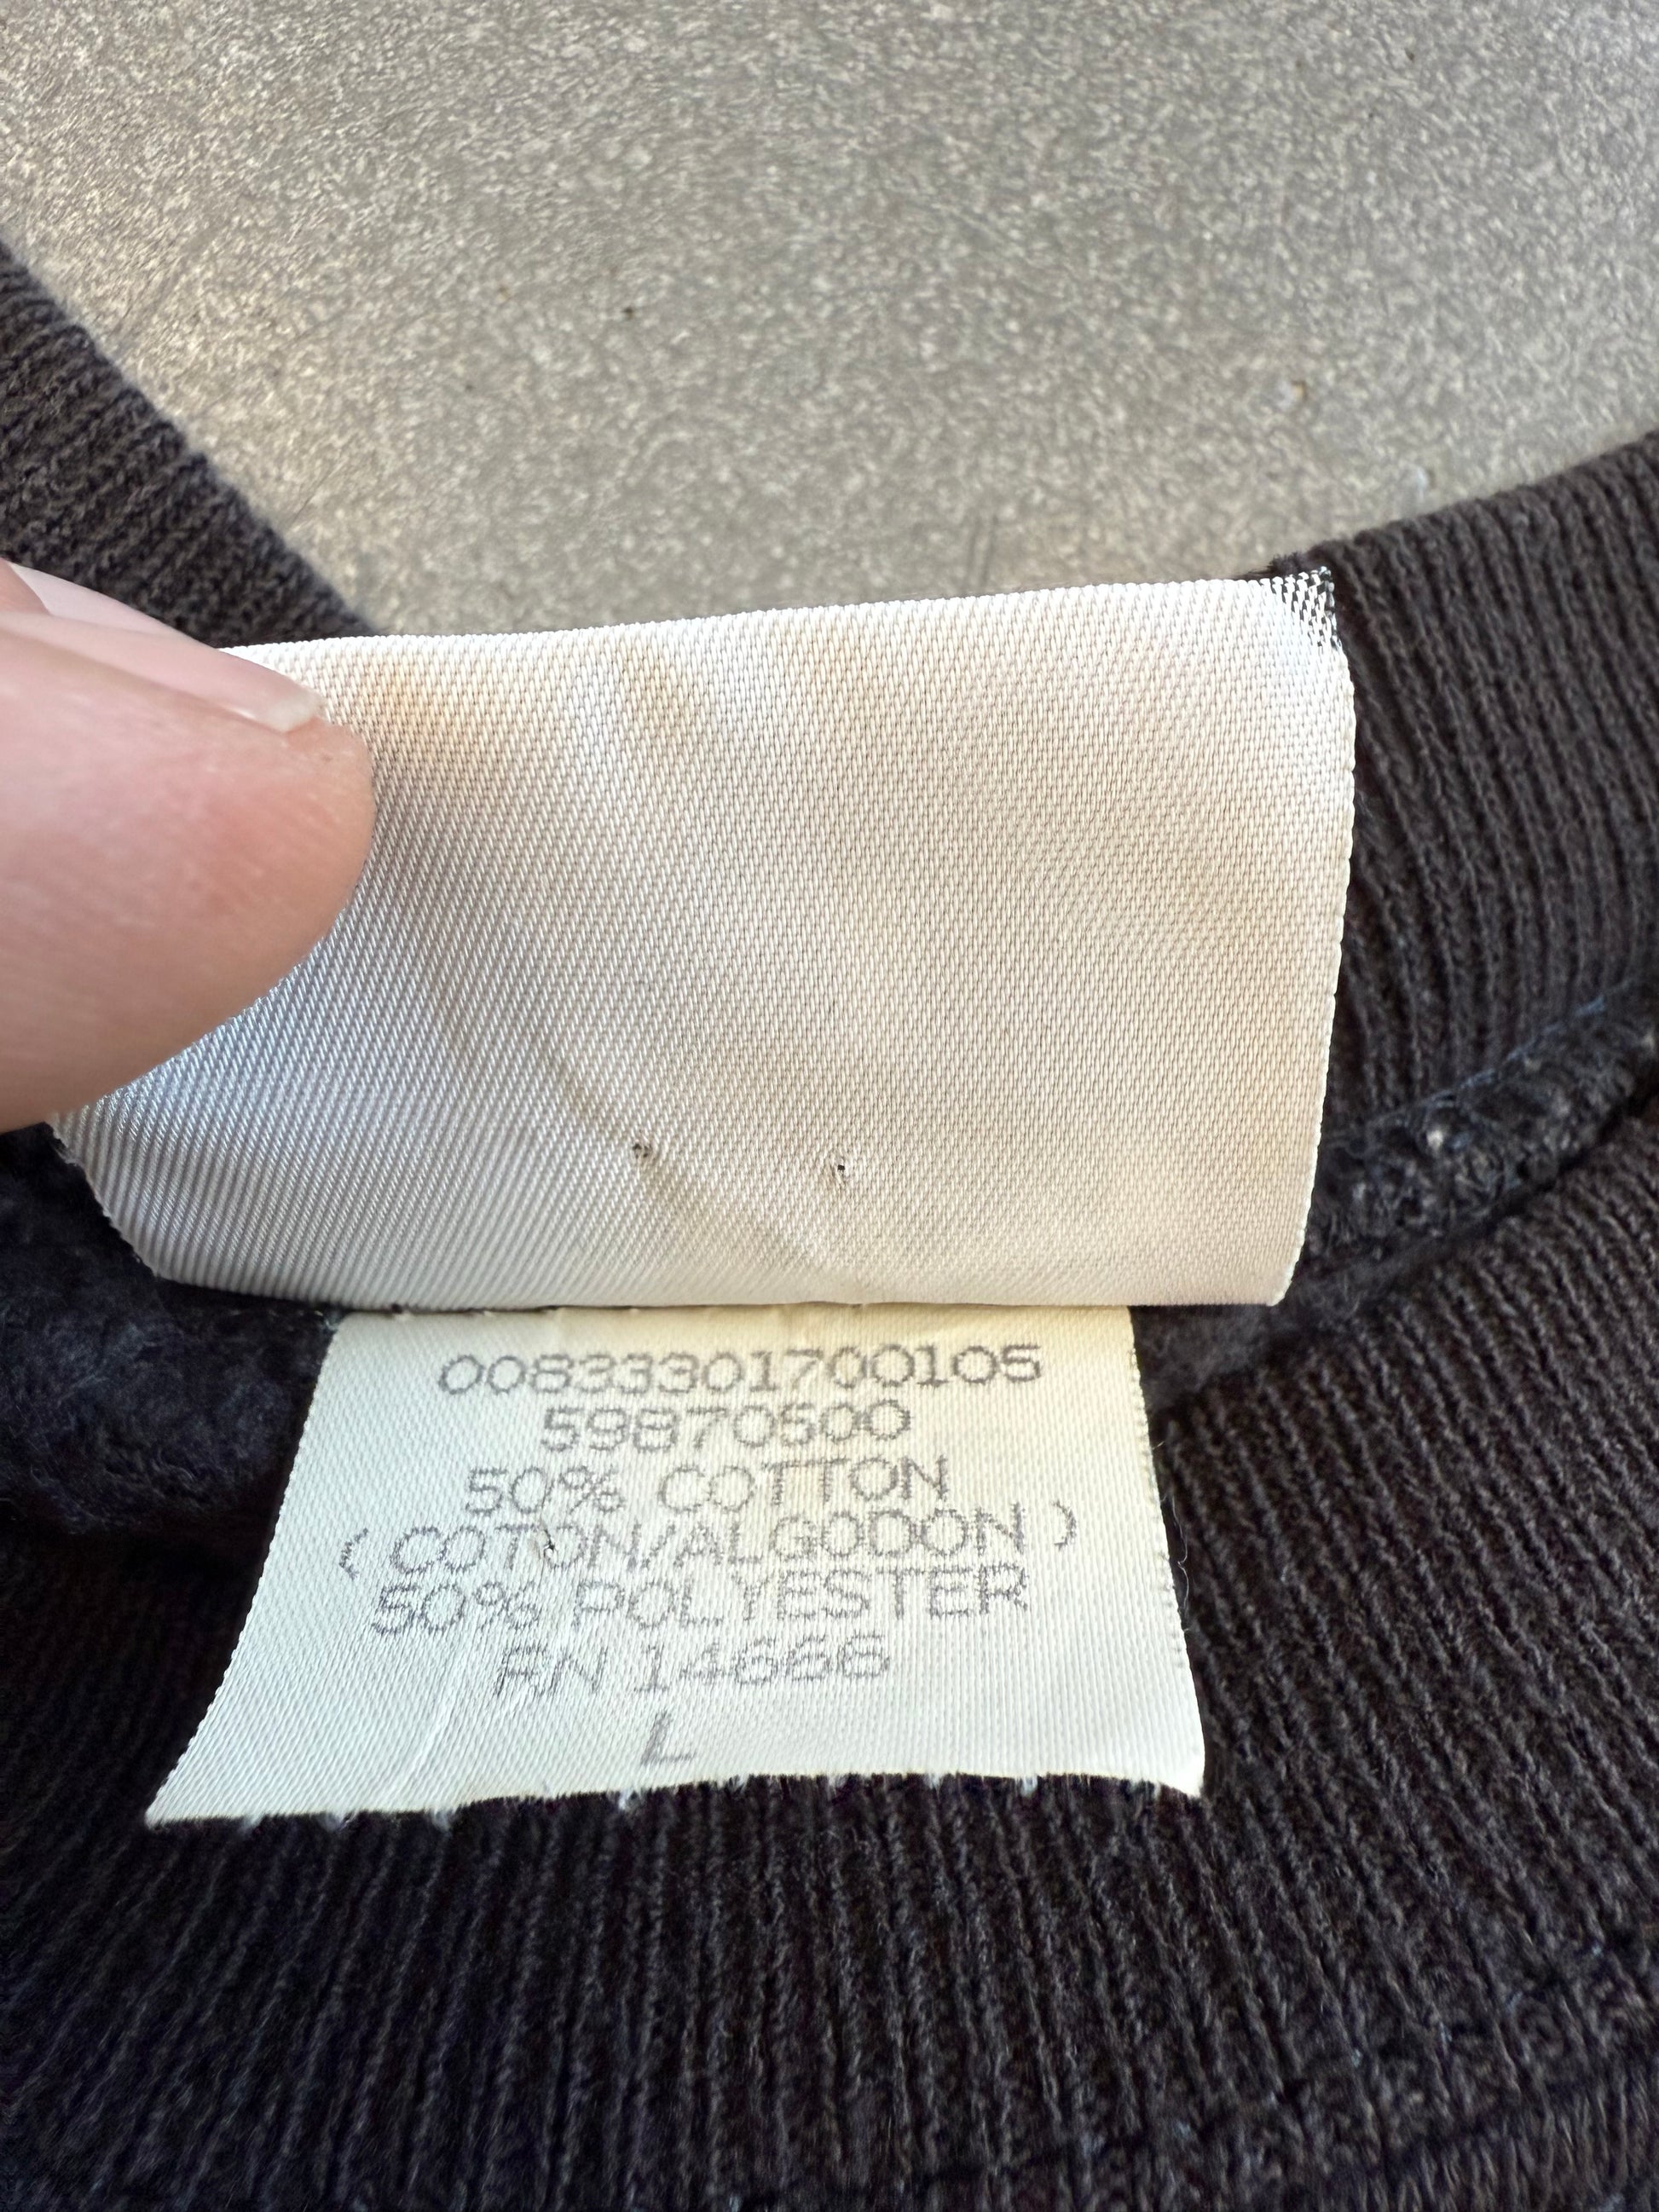 00833301700105
59870500
50% COTTON
(COTON/ALGODON)
50% POLYESTER
RN 14666
L